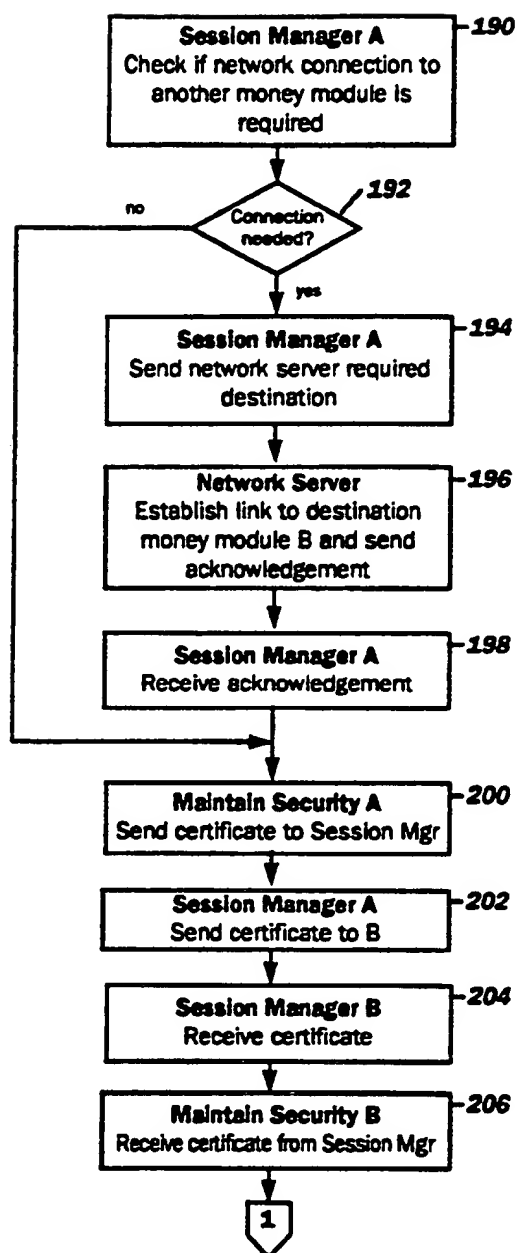 Session Manager A
190
Check if network connection to
another money module is
required
192
no
Connection
needed?
yes
Session Manager A
194
Send network server required
destination
Network Server
196
Establish link to destination
money module B and send
acknowledgement
Session Manager A
198
Receive acknowledgement
Maintain Security A
200
Send certificate to Session Mgr
Session Manager A
202
Send certificate to B
Session Manager B
204
Receive certificate
Maintain Security B
206
Receive certificate from Session Mgr
1